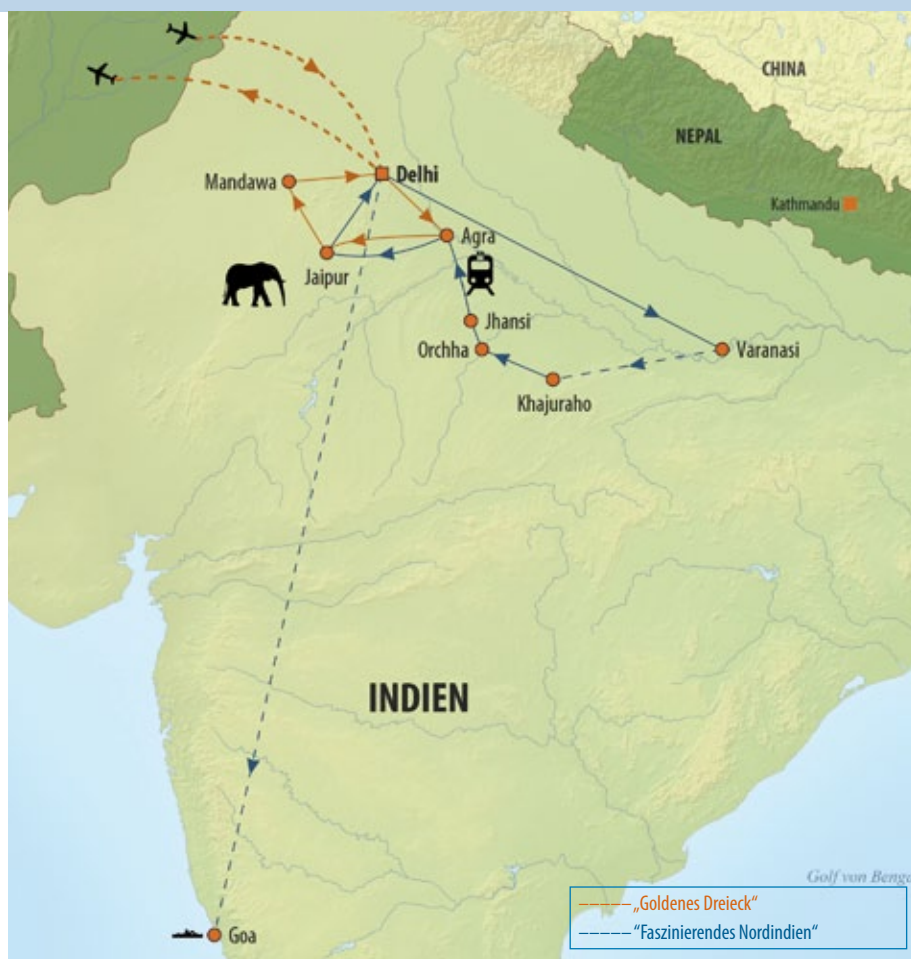 CHINA
NEPAL
Kathmandu
Delhi
Mandawa
Agra
Jaipur
Jhansi
Orchha
Varanasi
Khajuraho
INDIEN
Golf von Benga
„Goldenes Dreieck“
“Faszinierendes Nordindien“
Goa